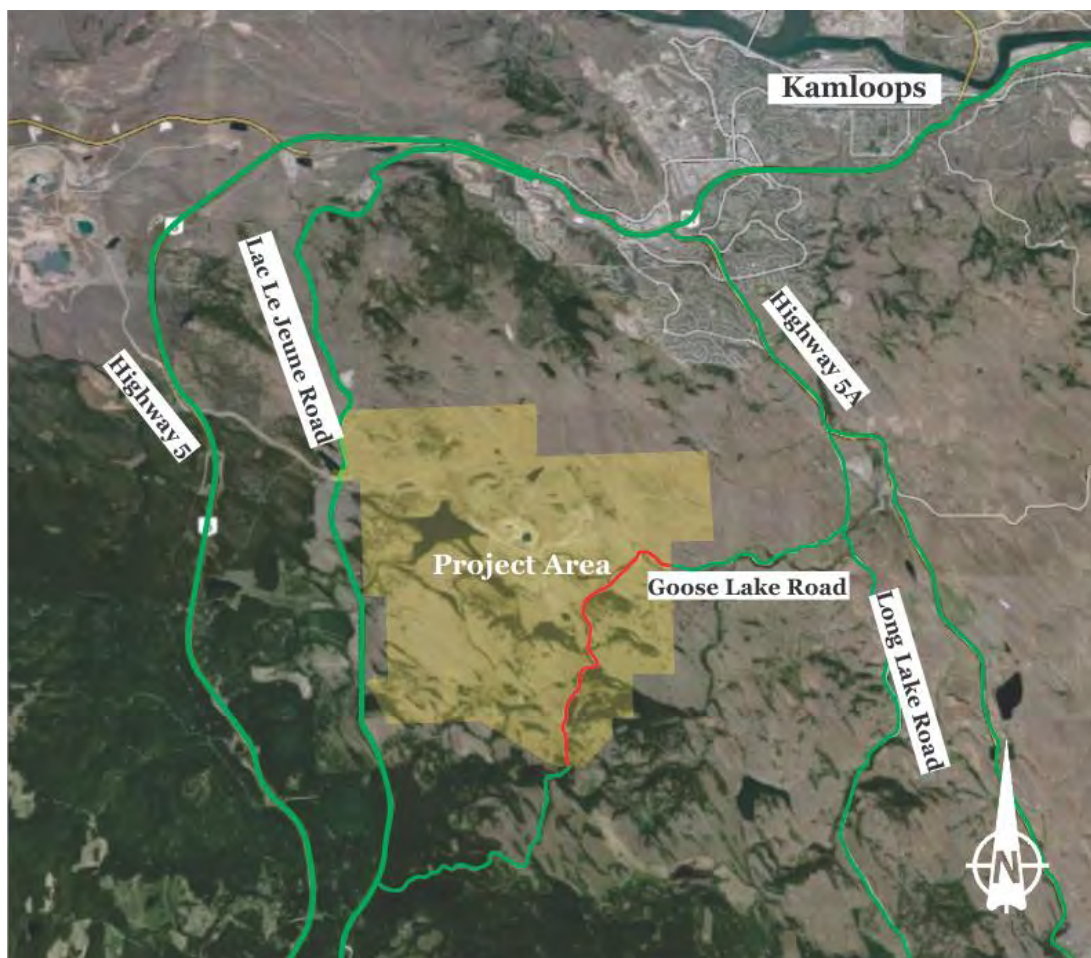 Kamloops
Lac Le Jeune Road
Highway 5A
Highway 5
Project Area
Goose Lake Road
Long Lake Road
N